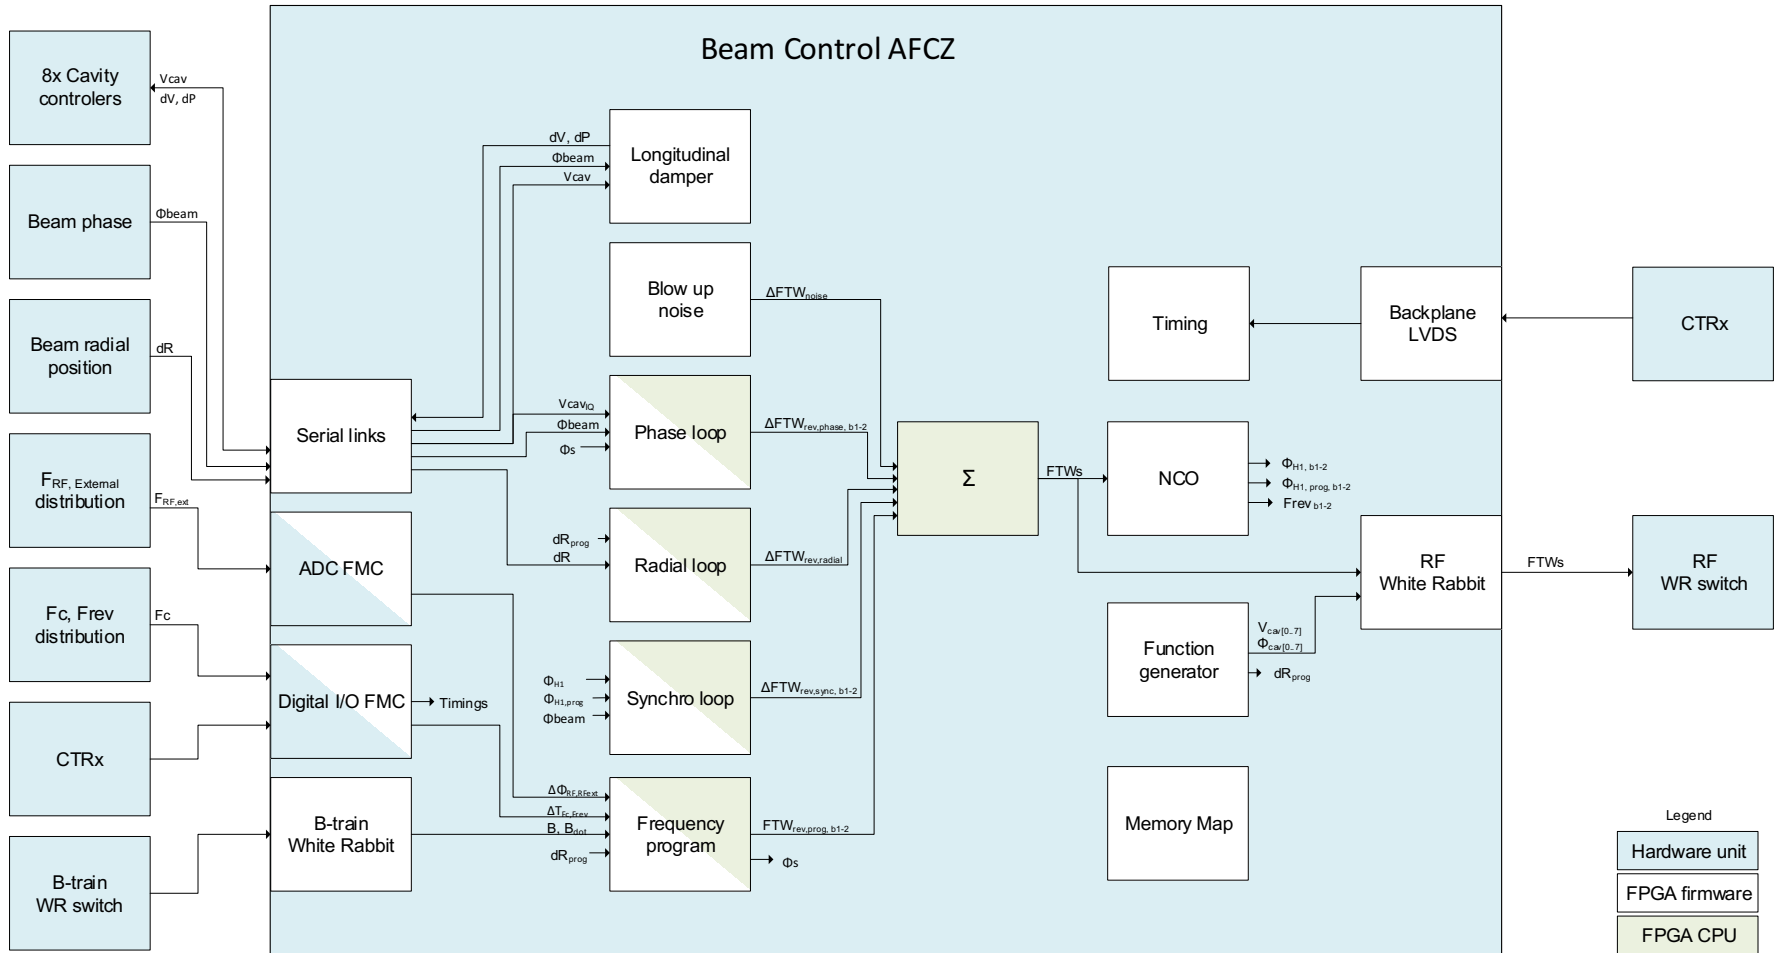 Beam Control AFCZ
8x Cavity
controlers
Vcav
dV, dP
Beam phase
Φbeam
Beam radial
position
dR
FRF, External
distribution
FRF,ext
Fc, Frev
distribution
Fc
CTRx
B-train
WR switch
Serial links
ADC FMC
Digital I/O FMC
Timings
B-train
White Rabbit
dV, dP
Φbeam
Vcav
Longitudinal
damper
Blow up
noise
ΔFTWnoise
VcavIQ
Φbeam
Φs
Phase loop
ΔFTWrev,phase, b1-2
dRprog
dR
Radial loop
ΔFTWrev,radial
ΦH1
ΦH1,prog
Φbeam
Synchro loop
ΔFTWrev,sync, b1-2
ΔΦRF,RFext
ΔTFc,Frev
B, Bdot
dRprog
Frequency
program
FTWrev,prog, b1-2
Φs
Σ
FTWs
Timing
Backplane
LVDS
CTRx
NCO
ΦH1, b1-2
ΦH1, prog, b1-2
Frev b1-2
RF
White Rabbit
FTWs
RF
WR switch
Function
generator
Vcav[0..7]
Φcav[0..7]
dRprog
Memory Map
Legend
Hardware unit
FPGA firmware
FPGA CPU